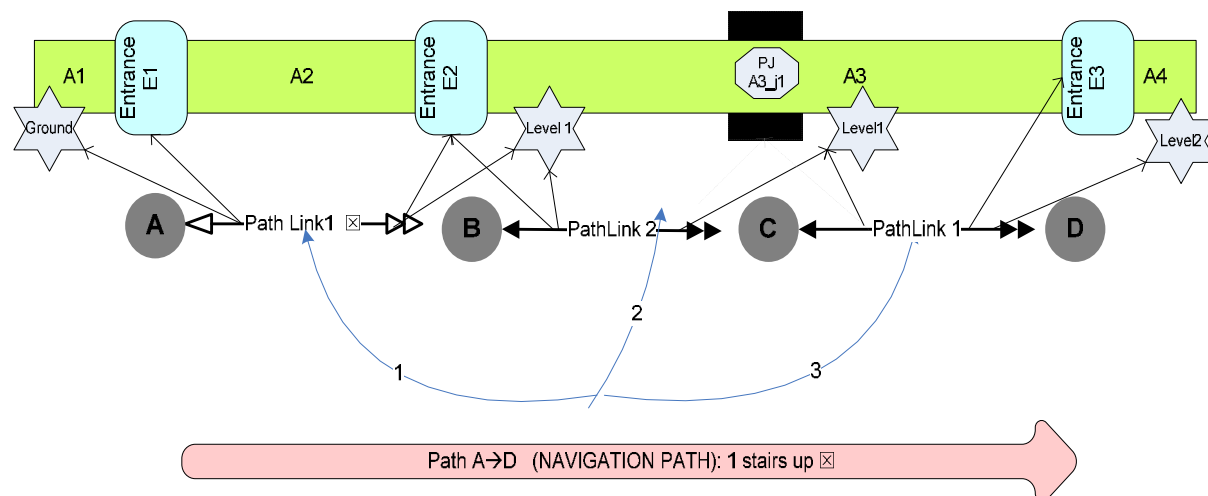 A1
Entrance
E1
A2
Entrance
E2
PJ
A3_j1
A3
Entrance
E3
A4
Ground
Level 1
Level1
Level2
A
Path Link1 ☒
B
PathLink 2
C
PathLink 1
D
1
2
3
Path A→D (NAVIGATION PATH): 1 stairs up ☒